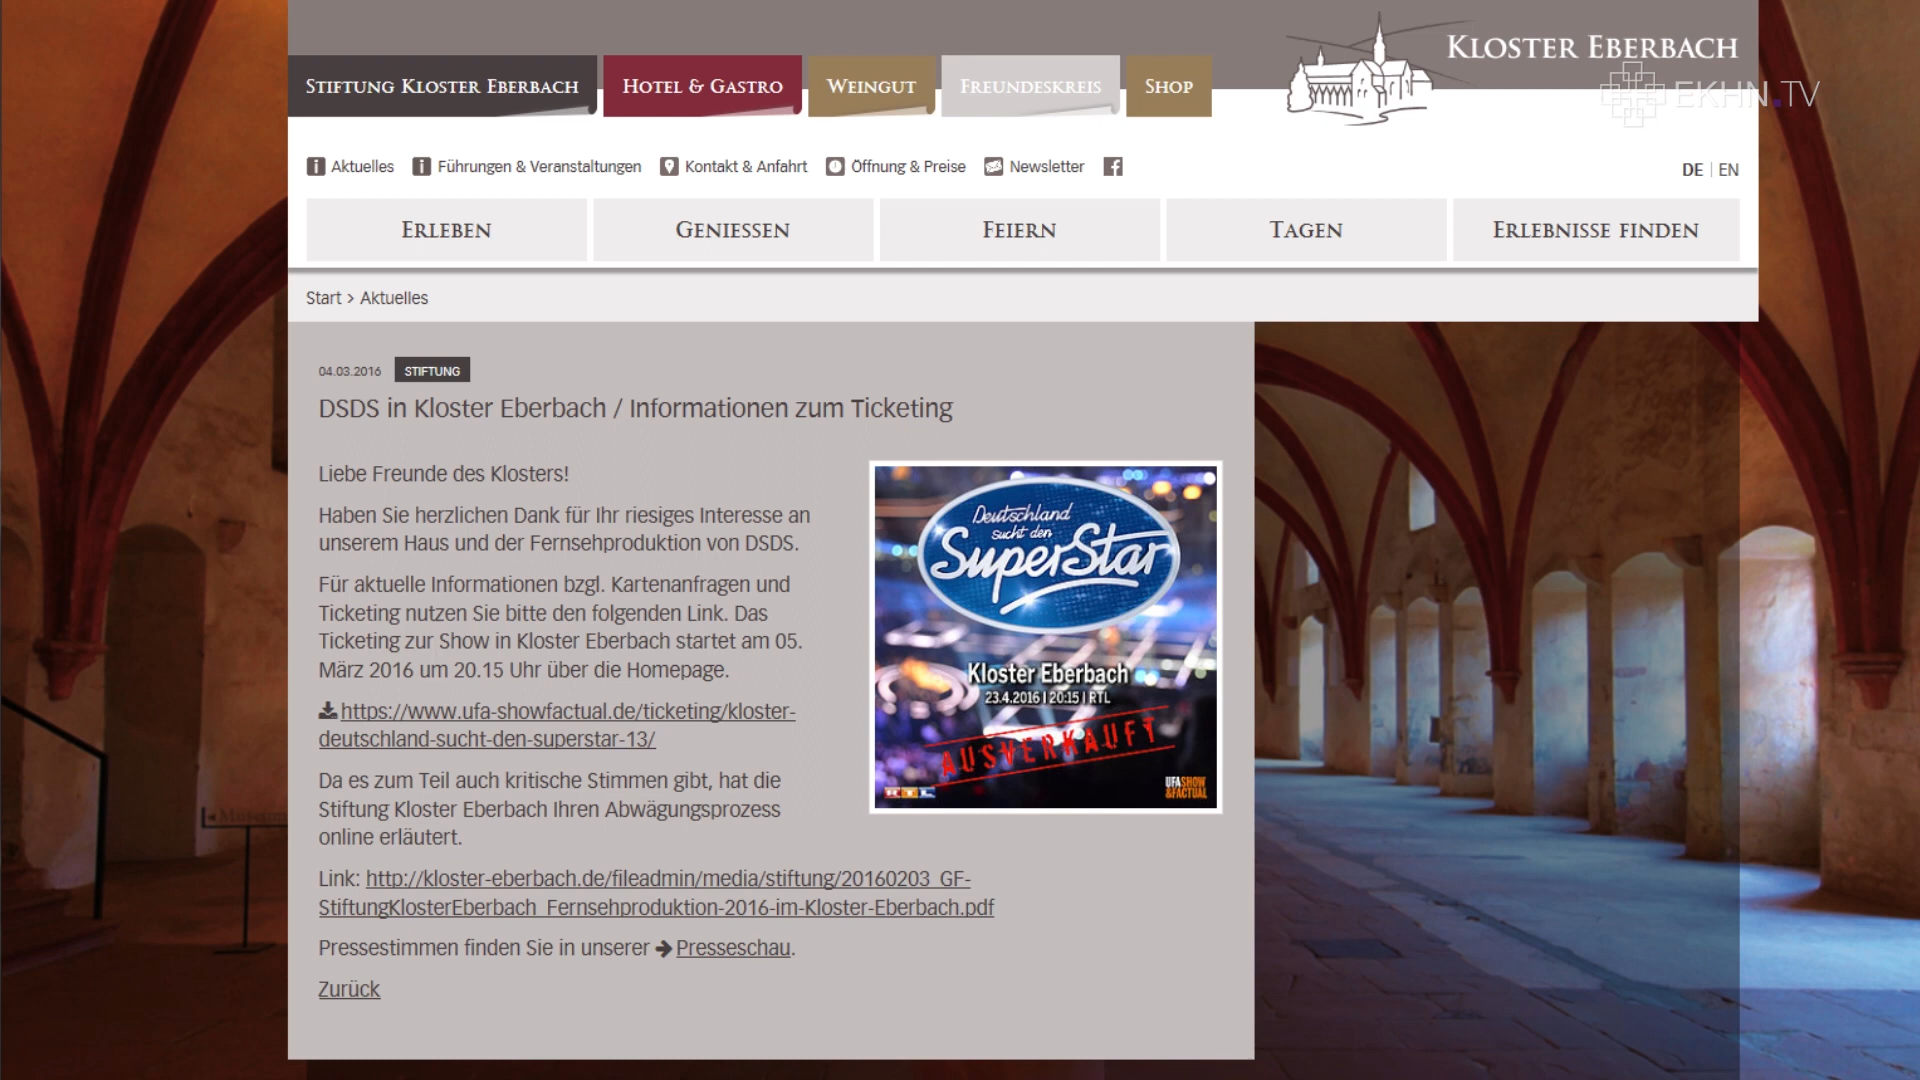 KLOSTER EBERBACH
STIFTUNG KLOSTER EBERBACH
HOTEL & GASTRO
WEINGUT
FREUNDESKREIS
SHOP
EKHN.TV
Aktuelles
Führungen & Veranstaltungen
Kontakt & Anfahrt
Öffnung & Preise
Newsletter
DE | EN
ERLEBEN
GENIESSEN
FEIERN
TAGEN
ERLEBNISSE FINDEN
Start > Aktuelles
04.03.2016 STIFTUNG
DSDS in Kloster Eberbach / Informationen zum Ticketing
Liebe Freunde des Klosters!
Haben Sie herzlichen Dank für Ihr riesiges Interesse an
unserem Haus und der Fernsehproduktion von DSDS.
Für aktuelle Informationen bzgl. Kartenanfragen und
Ticketing nutzen Sie bitte den folgenden Link. Das
Ticketing zur Show in Kloster Eberbach startet am 05.
März 2016 um 20.15 Uhr über die Homepage.
https://www.ufa-showfactual.de/ticketing/kloster-
deutschland-sucht-den-superstar-13/
Da es zum Teil auch kritische Stimmen gibt, hat die
Stiftung Kloster Eberbach Ihren Abwägungsprozess
online erläutert.
Link: http://kloster-eberbach.de/fileadmin/media/stiftung/20160203_GF-
StiftungKlosterEberbach_Fernsehproduktion-2016-im-Kloster-Eberbach.pdf
Pressestimmen finden Sie in unserer Presseschau.
Zurück
Deutschland
sucht den
SuperStar
Kloster Eberbach
23.4.2016 | 20:15 | RTL
AUSVERKAUFT
RTL
UFA SHOW
& FACTUAL
Museum